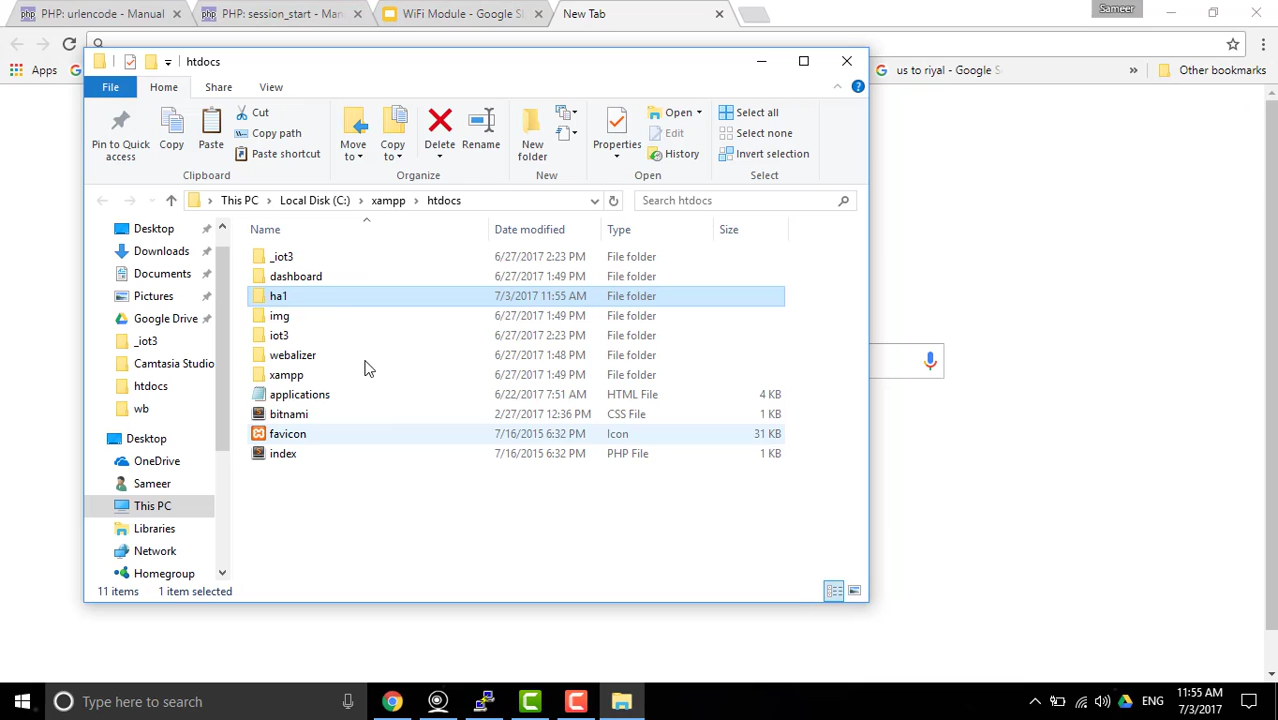 PHP: urlencode - Manual
PHP: session_start - Man
WiFi Module - Google Sl
New Tab
Sameer
Apps
us to riyal - Google S
»
Other bookmarks
htdocs
File
Home
Share
View
Pin to Quick access
Copy
Paste
Cut
Copy path
Paste shortcut
Clipboard
Move to
Copy to
Delete
Rename
Organize
New folder
New
Properties
Open
Edit
History
Open
Select all
Select none
Invert selection
Select
This PC > Local Disk (C:) > xampp > htdocs
Search htdocs
Name
Date modified
Type
Size
Desktop
Downloads
Documents
Pictures
Google Drive
_iot3
Camtasia Studio
htdocs
wb
Desktop
OneDrive
Sameer
This PC
Libraries
Network
Homegroup
_iot3 6/27/2017 2:23 PM File folder
dashboard 6/27/2017 1:49 PM File folder
ha1 7/3/2017 11:55 AM File folder
img 6/27/2017 1:49 PM File folder
iot3 6/27/2017 2:23 PM File folder
webalizer 6/27/2017 1:48 PM File folder
xampp 6/27/2017 1:49 PM File folder
applications 6/22/2017 7:51 AM HTML File 4 KB
bitnami 2/27/2017 12:36 PM CSS File 1 KB
favicon 7/16/2015 6:32 PM Icon 31 KB
index 7/16/2015 6:32 PM PHP File 1 KB
11 items 1 item selected
Type here to search
ENG
11:55 AM
7/3/2017